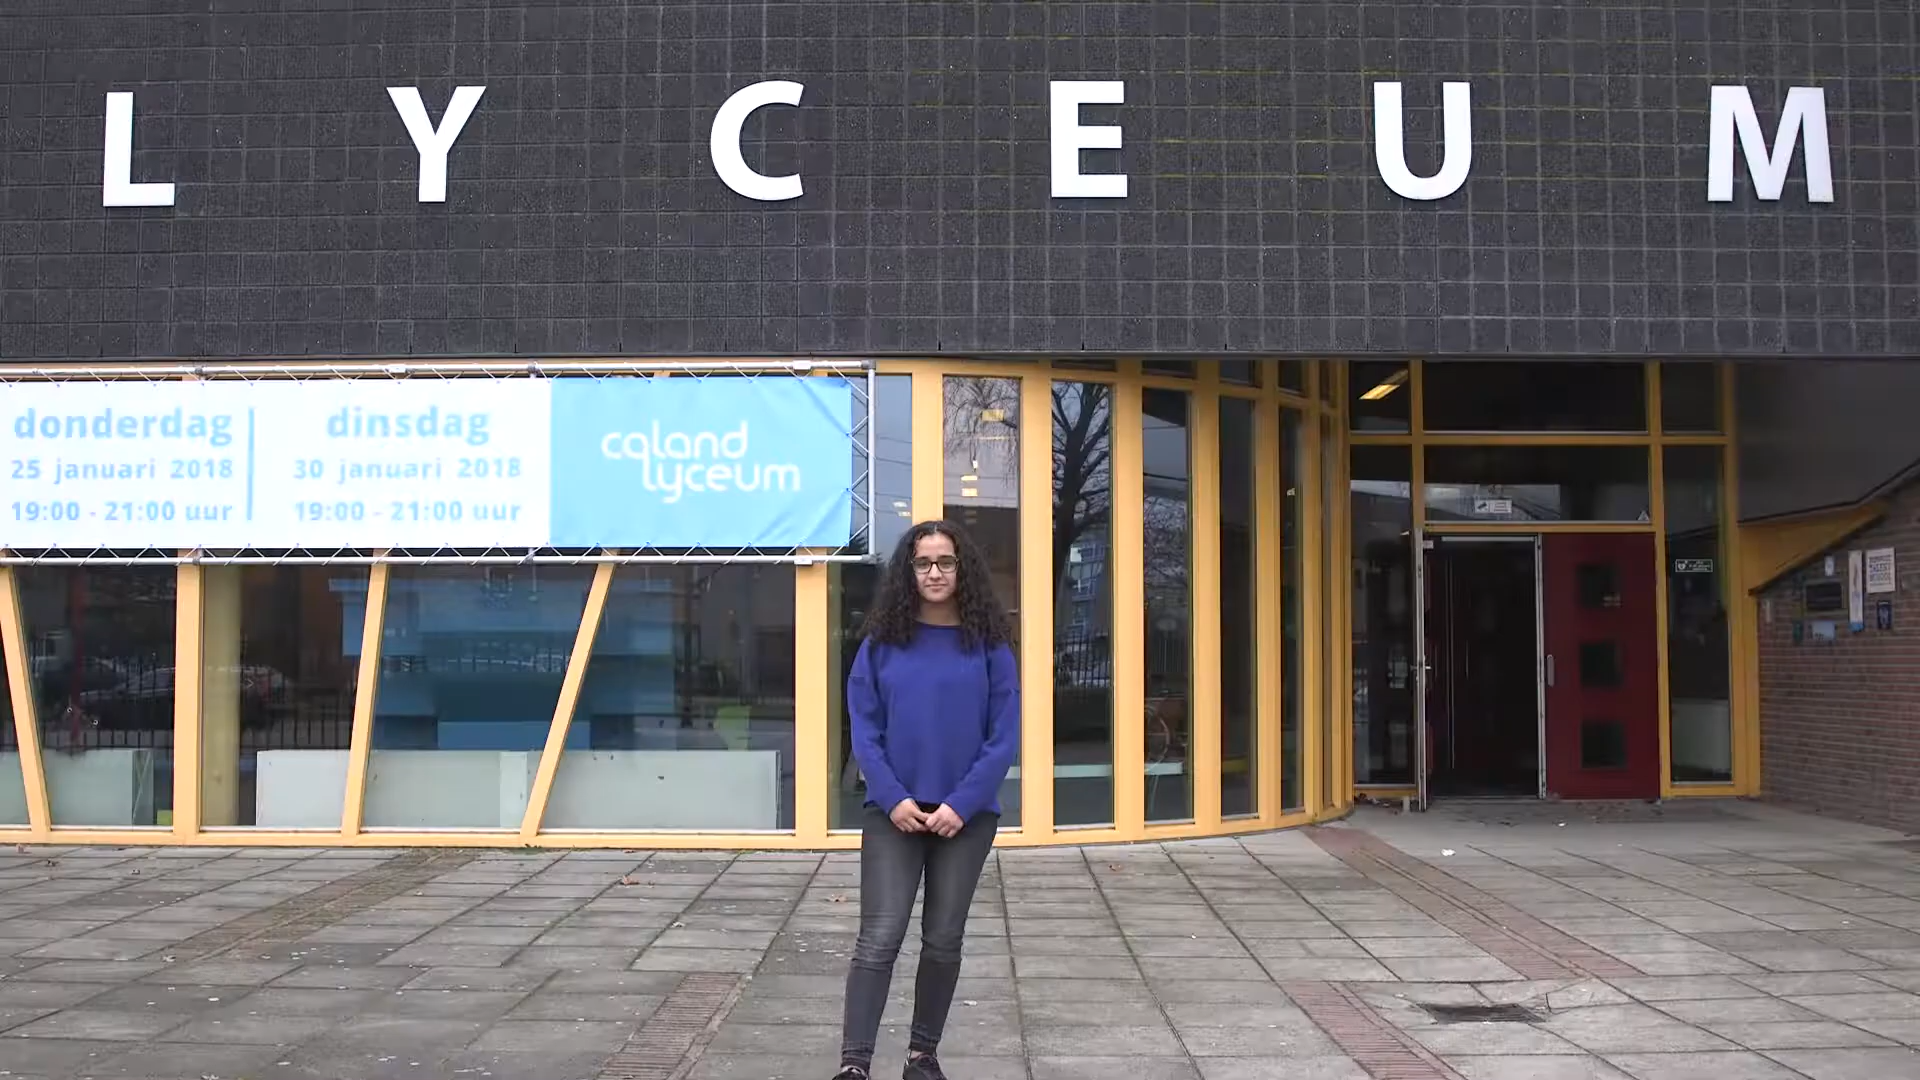 LYCEUM
donderdag
25 januari 2018
19:00 - 21:00 uur
dinsdag
30 januari 2018
19:00 - 21:00 uur
caland
lyceum